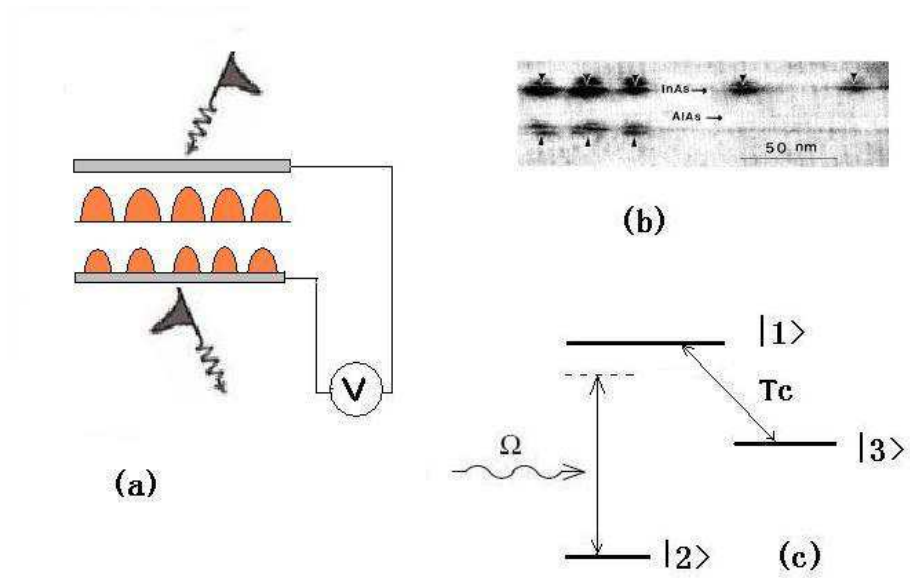 InAs→
AlAs →
50 nm
(b)
V
(a)
|1>
Tc
Ω
|3>
|2>
(c)